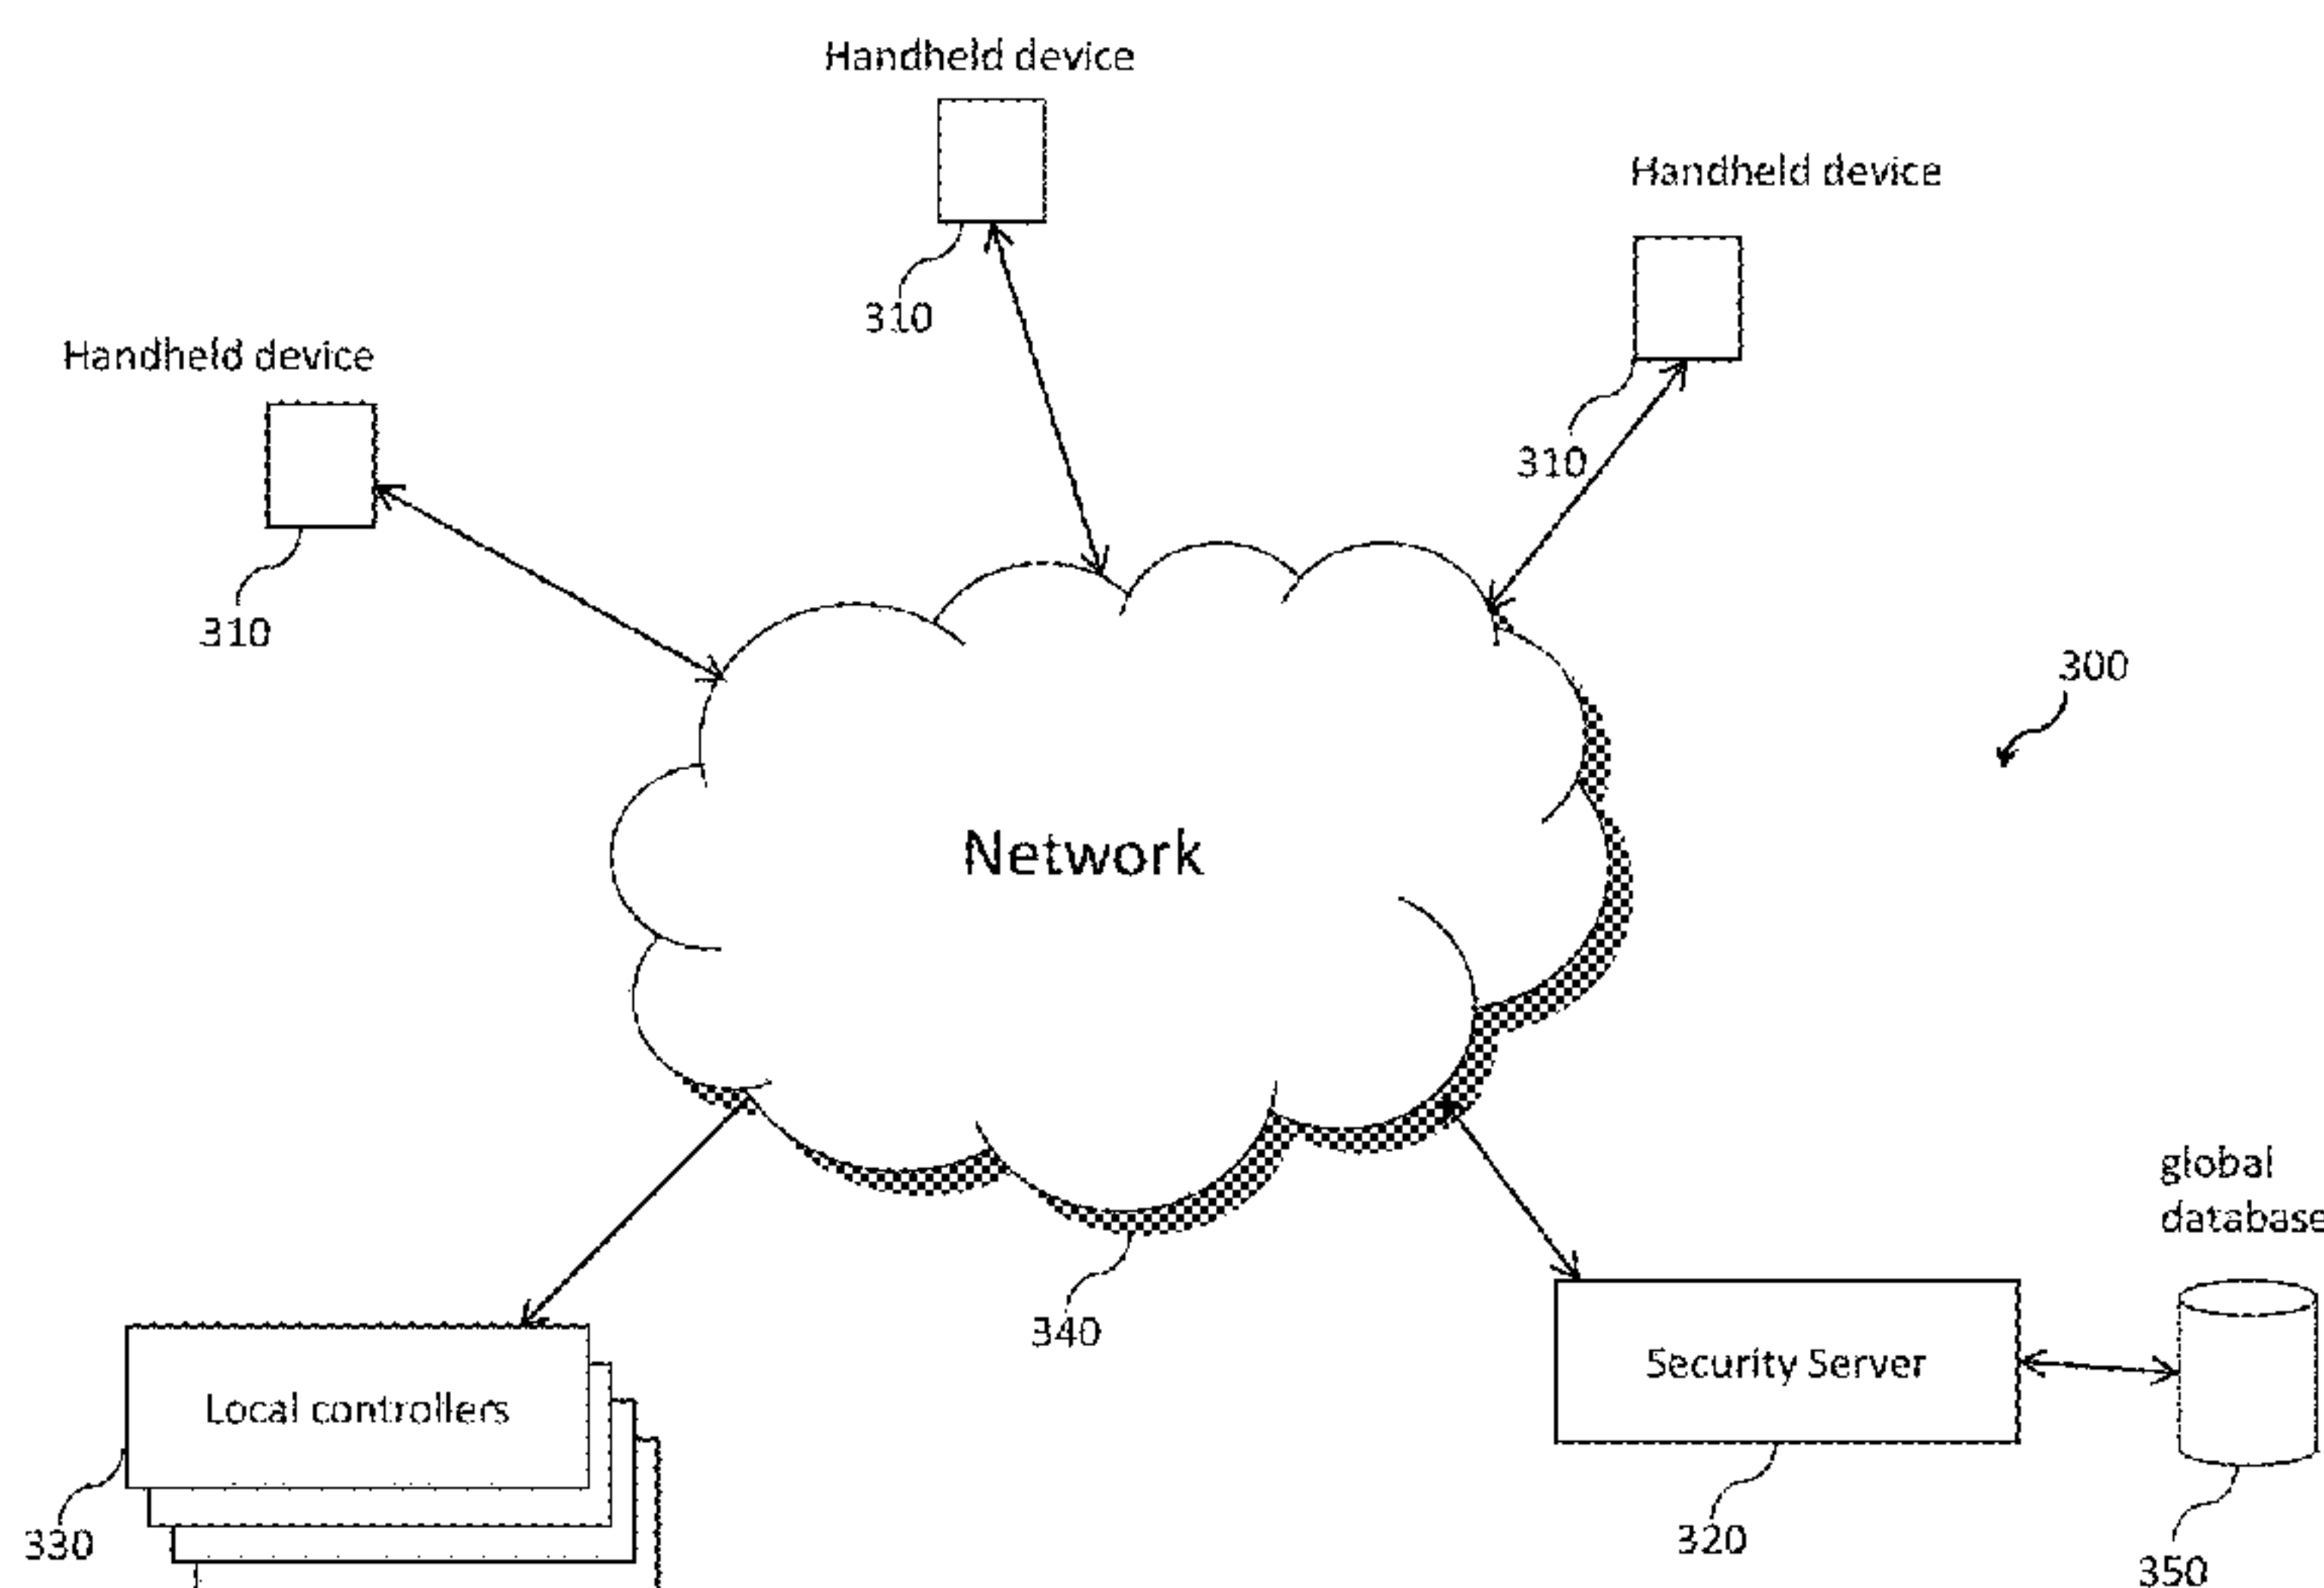 Handheld device
Handheld device
310
Handheld device
310
310
300
Network
global
database
340
Security Server
Local controllers
330
320
350